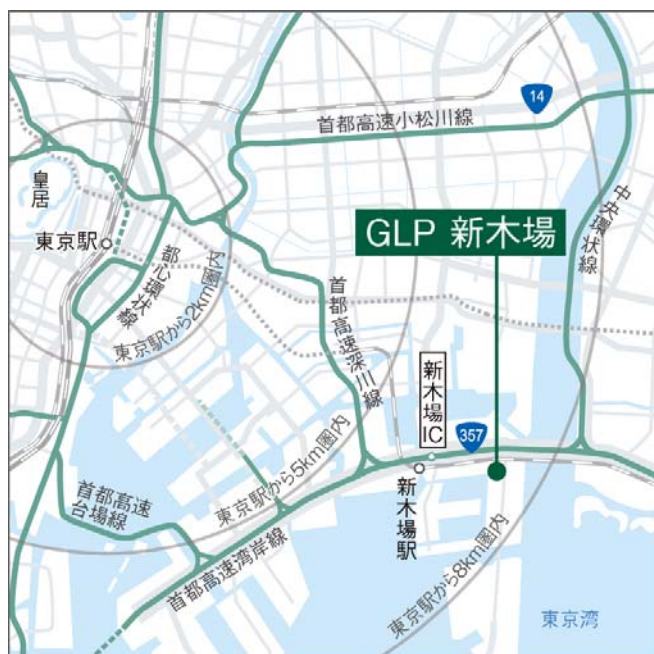 14
首都高速小松川線
皇居
東京駅
都心環状線
中央環状線
GLP 新木場
首都高速深川線
東京駅から2km圏内
新木場IC
357
新木場駅
東京駅から5km圏内
首都高速
台場線
首都高速湾岸線
東京駅から8km圏内
東京湾